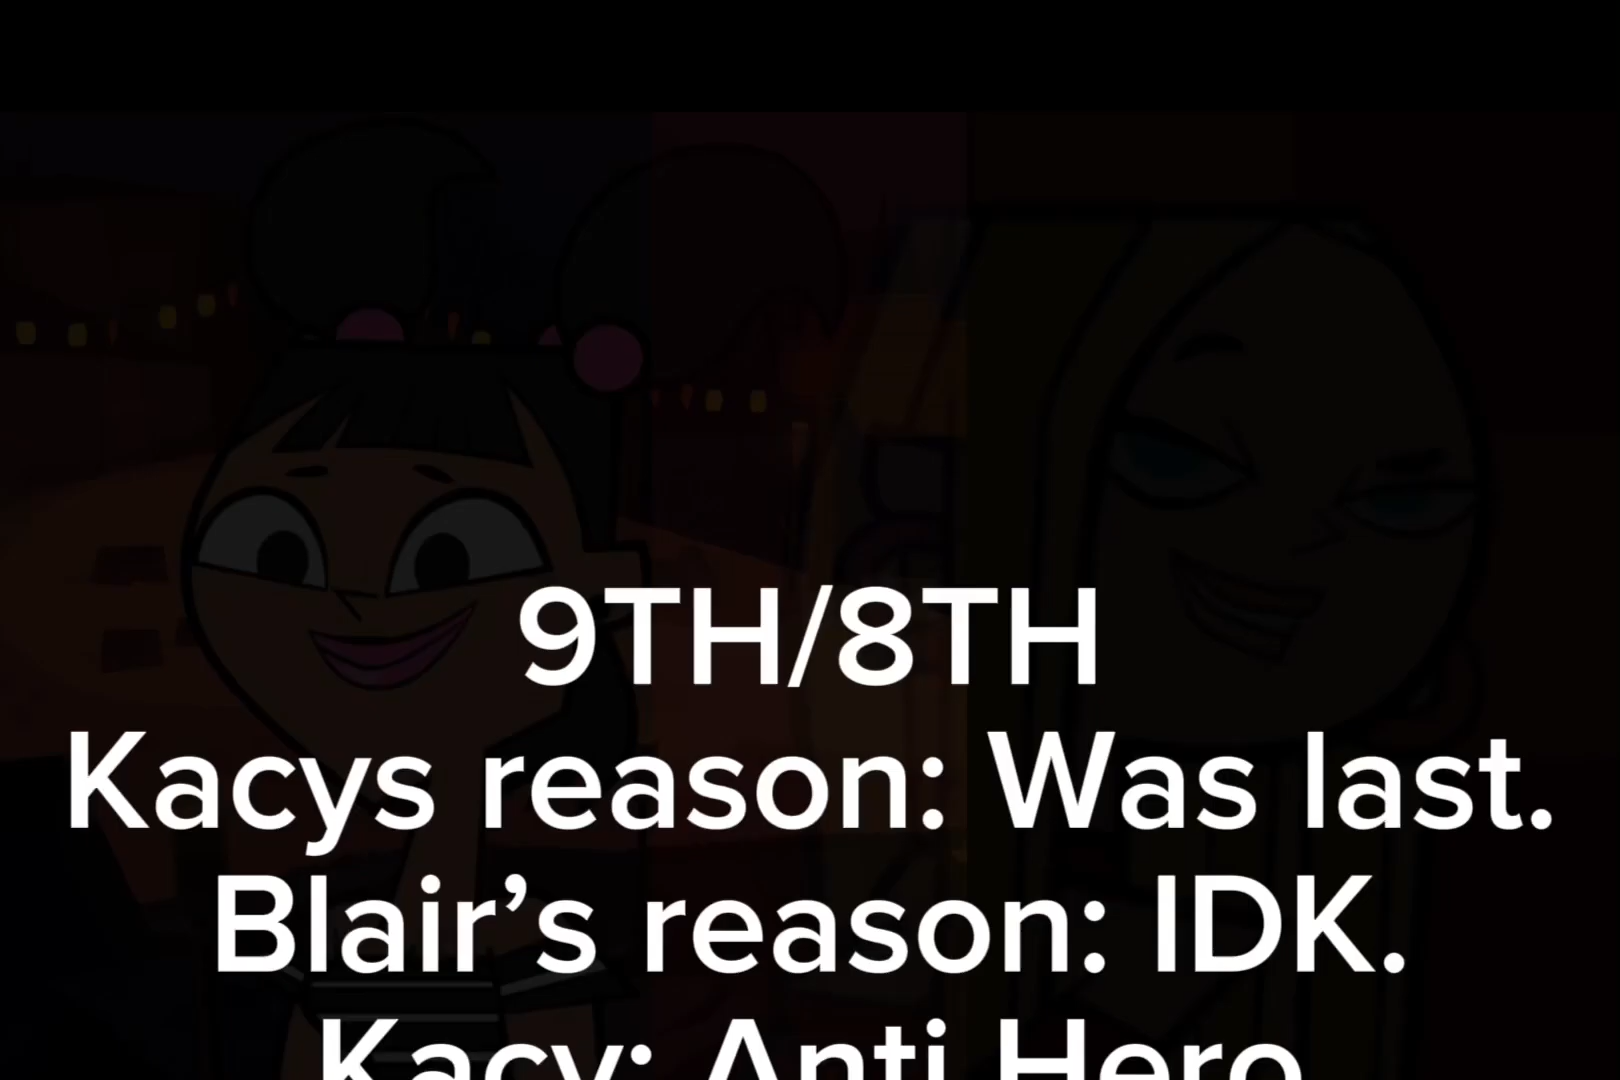 9TH/8TH
Kacys reason: Was last.
Blair’s reason: IDK.
Kacy: Anti Hero